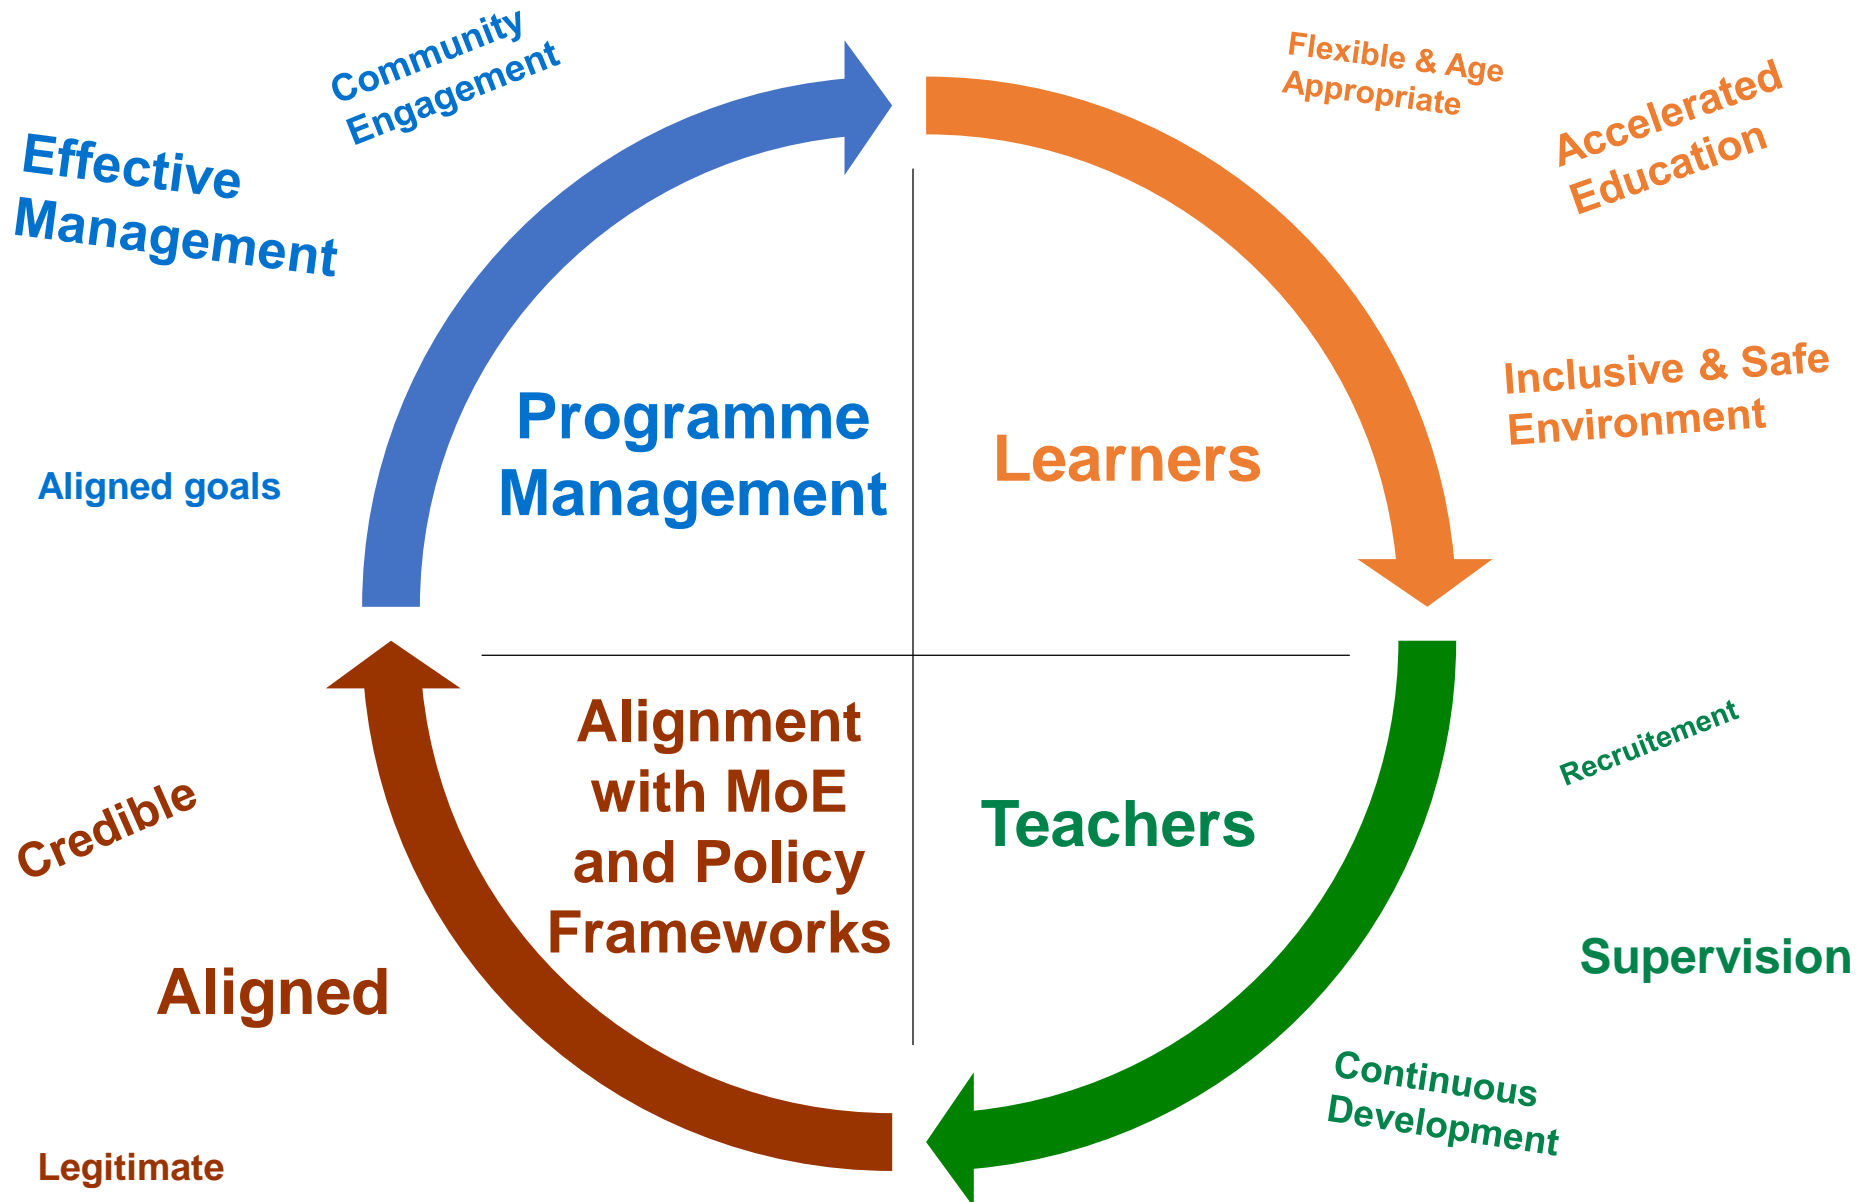 Community
Engagement
Effective
Management
Aligned goals
Programme
Management
Flexible & Age
Appropriate
Accelerated
Education
Inclusive & Safe
Environment
Learners
Alignment
with MoE
and Policy
Frameworks
Credible
Aligned
Legitimate
Teachers
Recruitement
Supervision
Continuous
Development